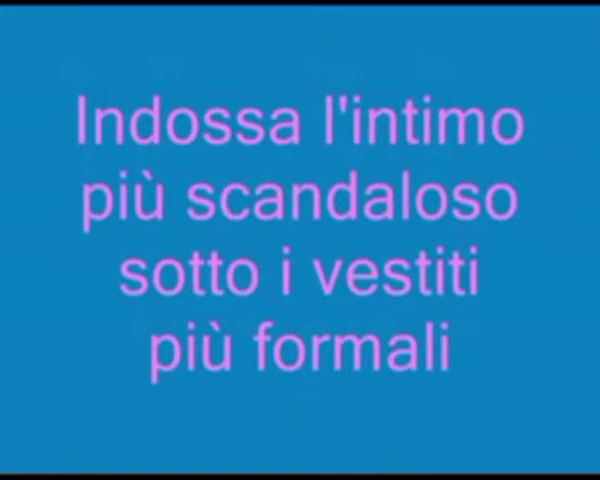 Indossa l'intimo
più scandaloso
sotto i vestiti
più formali